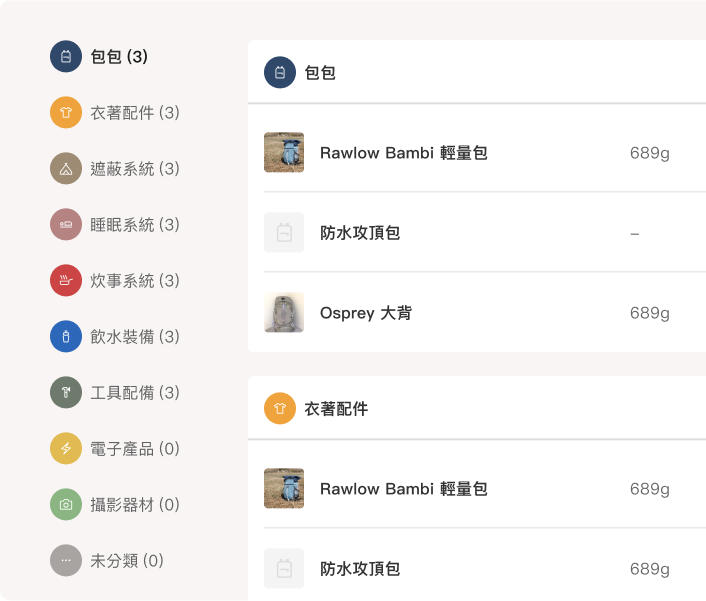 包包 (3)
衣著配件 (3)
遮蔽系統 (3)
睡眠系統 (3)
炊事系統 (3)
飲水裝備 (3)
工具配備 (3)
電子產品 (0)
攝影器材 (0)
未分類 (0)
包包
Rawlow Bambi 輕量包 689g
防水攻頂包 –
Osprey 大背 689g
衣著配件
Rawlow Bambi 輕量包 689g
防水攻頂包 689g